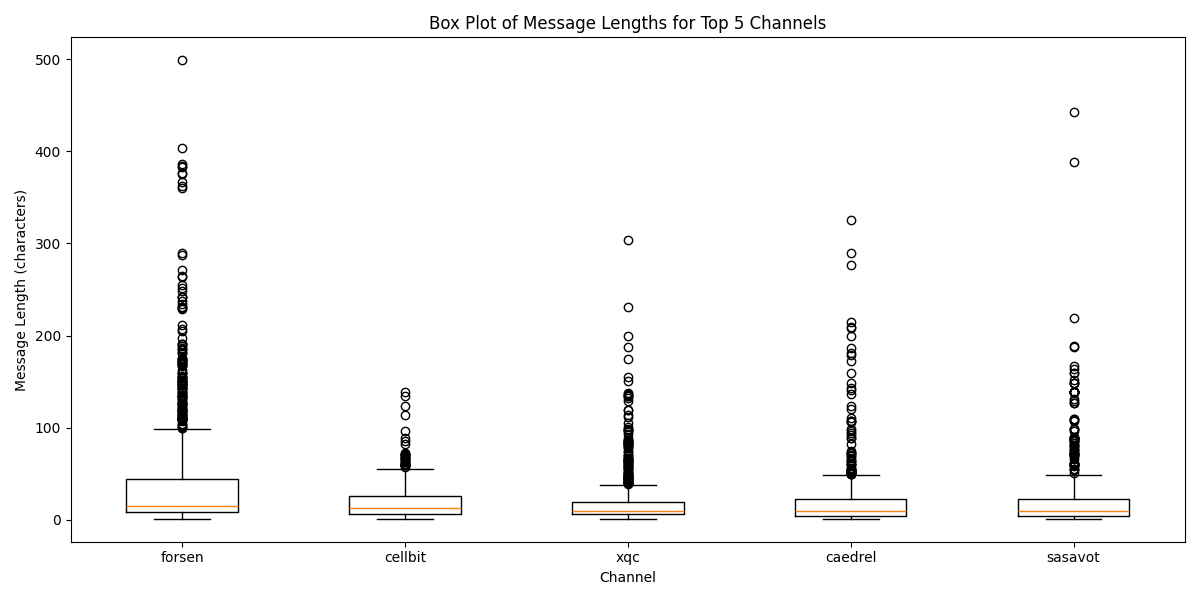 Box Plot of Message Lengths for Top 5 Channels
Message Length (characters)
500
400
300
200
100
0
forsen
cellbit
xqc
caedrel
sasavot
Channel